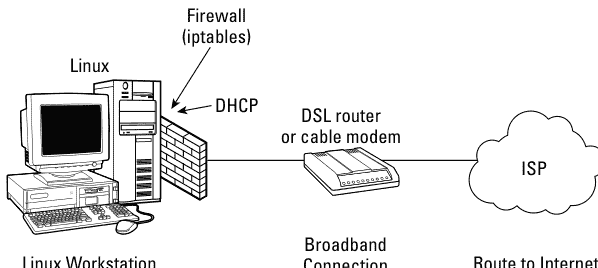 Firewall
(iptables)
Linux
DHCP
DSL router
or cable modem
ISP
Linux Workstation
Broadband
Connection
Route to Internet